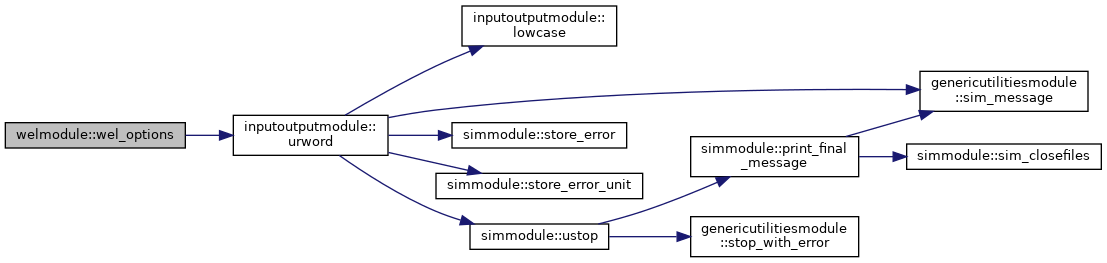 welmodule::wel_options
inputoutputmodule::
urword
inputoutputmodule::
lowcase
simmodule::store_error
simmodule::store_error_unit
simmodule::ustop
simmodule::print_final
_message
genericutilitiesmodule
::stop_with_error
genericutilitiesmodule
::sim_message
simmodule::sim_closefiles